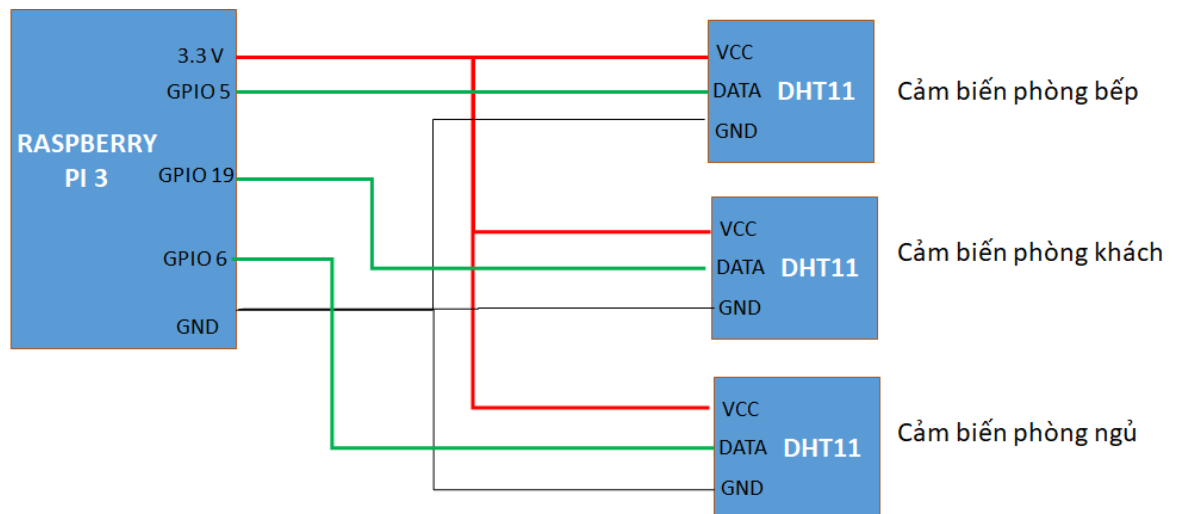 3.3 V
GPIO 5
RASPBERRY
PI 3
GPIO 19
GPIO 6
GND
VCC
DATA
DHT11
GND
Cảm biến phòng bếp
VCC
DATA
DHT11
GND
Cảm biến phòng khách
VCC
DATA
DHT11
GND
Cảm biến phòng ngủ